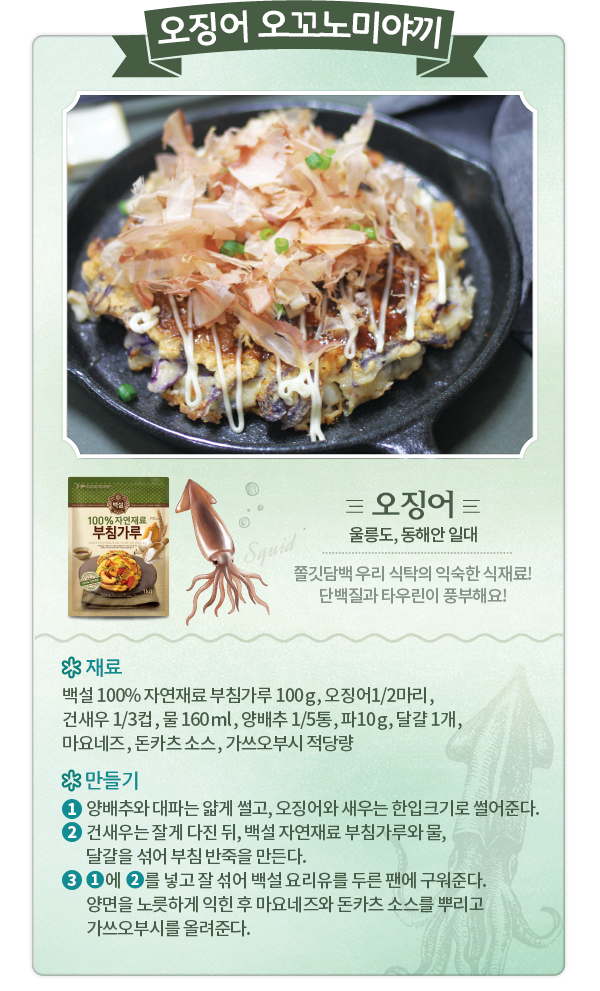 오징어 오꼬노미야끼
백설
100% 자연재료
부침가루
1kg
Squid
오징어
울릉도, 동해안 일대
쫄깃담백 우리 식탁의 익숙한 식재료!
단백질과 타우린이 풍부해요!
재료
백설 100% 자연재료 부침가루 100g, 오징어1/2마리,
건새우 1/3컵, 물 160ml, 양배추 1/5통, 파10g, 달걀 1개,
마요네즈, 돈카츠 소스, 가쓰오부시 적당량
만들기
1 양배추와 대파는 얇게 썰고, 오징어와 새우는 한입크기로 썰어준다.
2 건새우는 잘게 다진 뒤, 백설 자연재료 부침가루와 물,
달걀을 섞어 부침 반죽을 만든다.
3 1에 2를 넣고 잘 섞어 백설 요리유를 두른 팬에 구워준다.
양면을 노릇하게 익힌 후 마요네즈와 돈카츠 소스를 뿌리고
가쓰오부시를 올려준다.